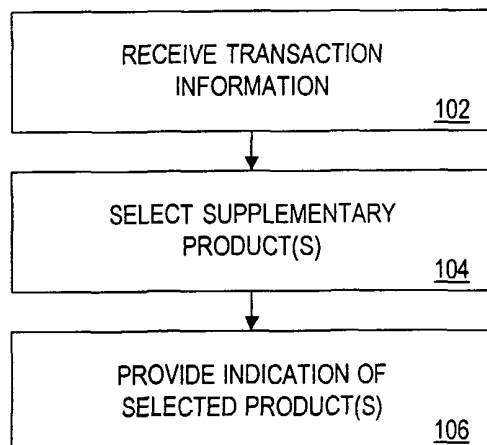 RECEIVE TRANSACTION
INFORMATION
102
SELECT SUPPLEMENTARY
PRODUCT(S)
104
PROVIDE INDICATION OF
SELECTED PRODUCT(S)
106